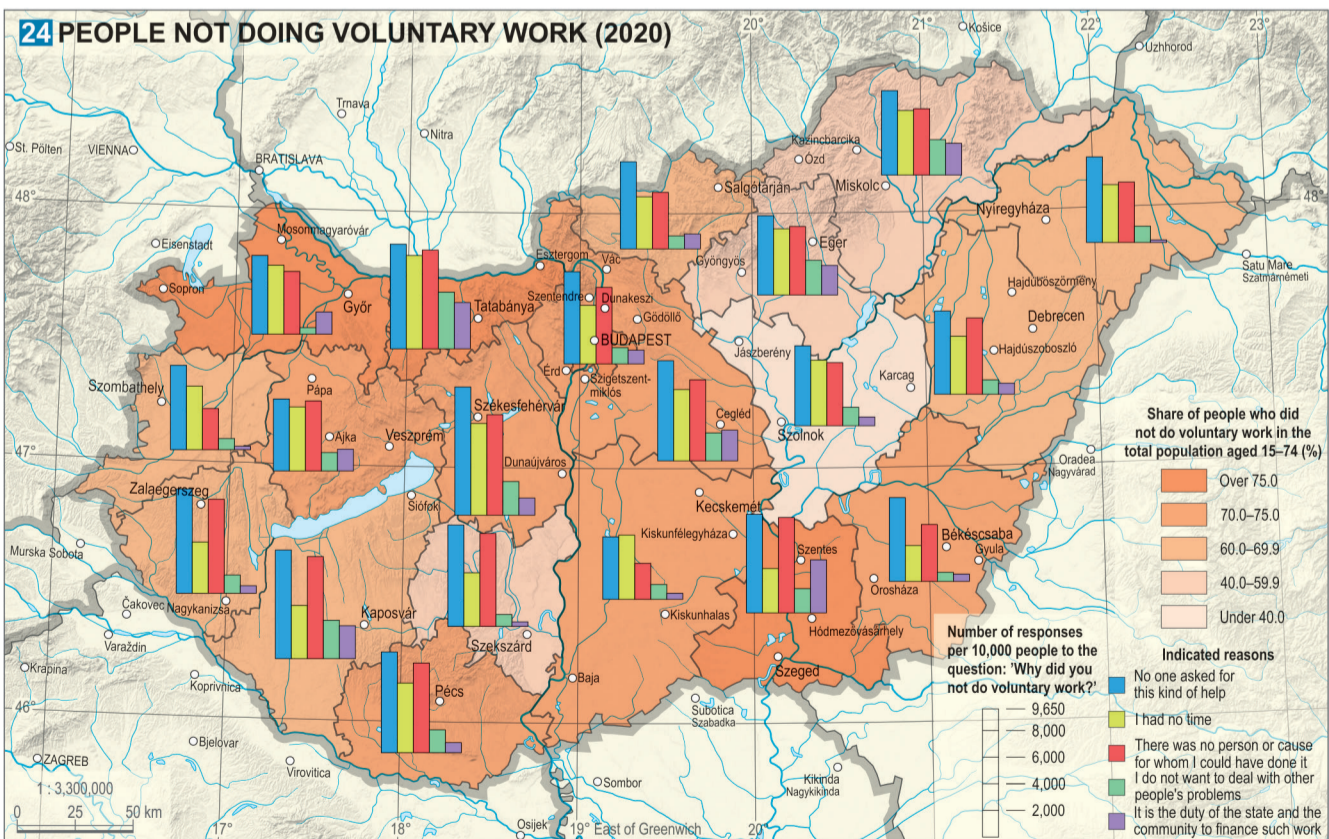 24 PEOPLE NOT DOING VOLUNTARY WORK (2020)
20°
21°
22°
23°
Košice
Uzhhorod
Trnava
Nitra
St. Pölten
VIENNA
BRATISLAVA
Kazincbarcika
Ózd
Miskolc
Salgótarján
48°
48°
Nyíregyháza
Mosonmagyaróvár
Eisenstadt
Esztergom
Vác
Eger
Gyöngyös
Satu Mare
Szatmárnémeti
Sopron
Győr
Tatabánya
Szentendre
Dunakeszi
Gödöllő
Hajdúböszörmény
Debrecen
BUDAPEST
Jászberény
Hajdúszoboszló
Érd
Szigetszent-
miklós
Karcag
Szombathely
Pápa
Székesfehérvár
Cegléd
Szolnok
Ajka
Veszprém
47°
47°
Dunaújváros
Oradea
Nagyvárad
Zalaegerszeg
Siófok
Kecskemét
Murska Sobota
Kiskunfélegyháza
Szentes
Békéscsaba
Gyula
Orosháza
Čakovec
Nagykanizsa
Kaposvár
Kiskunhalas
Hódmezővásárhely
Varaždin
Szekszárd
Krapina
Szeged
Koprivnica
Pécs
Baja
46°
46°
Subotica
Szabadka
Bjelovar
ZAGREB
Virovitica
Sombor
Kikinda
Nagykikinda
1 : 3,300,000
0 25 50 km
17°
18°
Osijek
19° East of Greenwich
20°
Share of people who did
not do voluntary work in the
total population aged 15–74 (%)
Over 75.0
70.0–75.0
60.0–69.9
40.0–59.9
Under 40.0
Number of responses
per 10,000 people to the
question: 'Why did you
not do voluntary work?'
9,650
8,000
6,000
4,000
2,000
Indicated reasons
No one asked for
this kind of help
I had no time
There was no person or cause
for whom I could have done it
I do not want to deal with other
people's problems
It is the duty of the state and the
community to finance such work